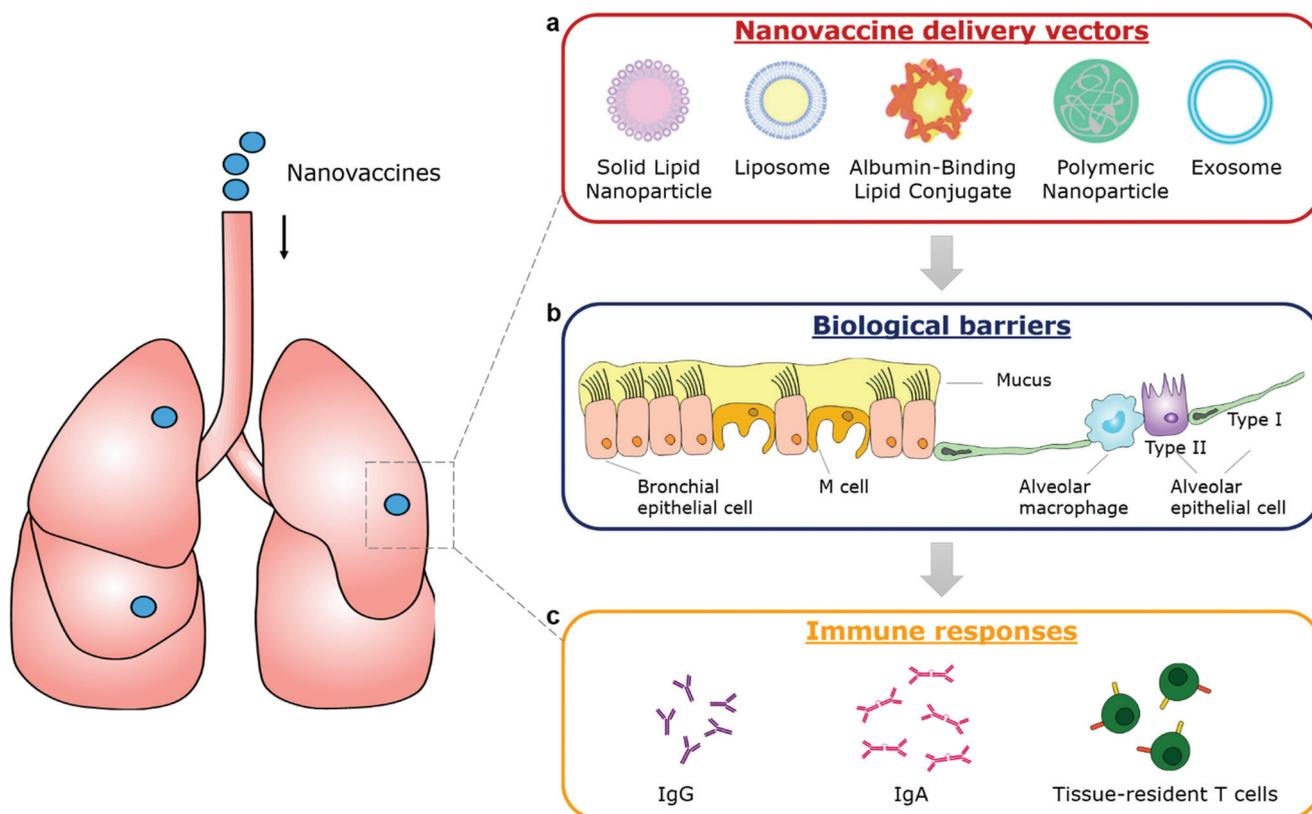 Nanovaccines
a
Nanovaccine delivery vectors
Solid Lipid
Nanoparticle
Liposome
Albumin-Binding
Lipid Conjugate
Polymeric
Nanoparticle
Exosome
b
Biological barriers
Mucus
Type I
Type II
Bronchial
epithelial cell
M cell
Alveolar
macrophage
Alveolar
epithelial cell
c
Immune responses
IgG
IgA
Tissue-resident T cells